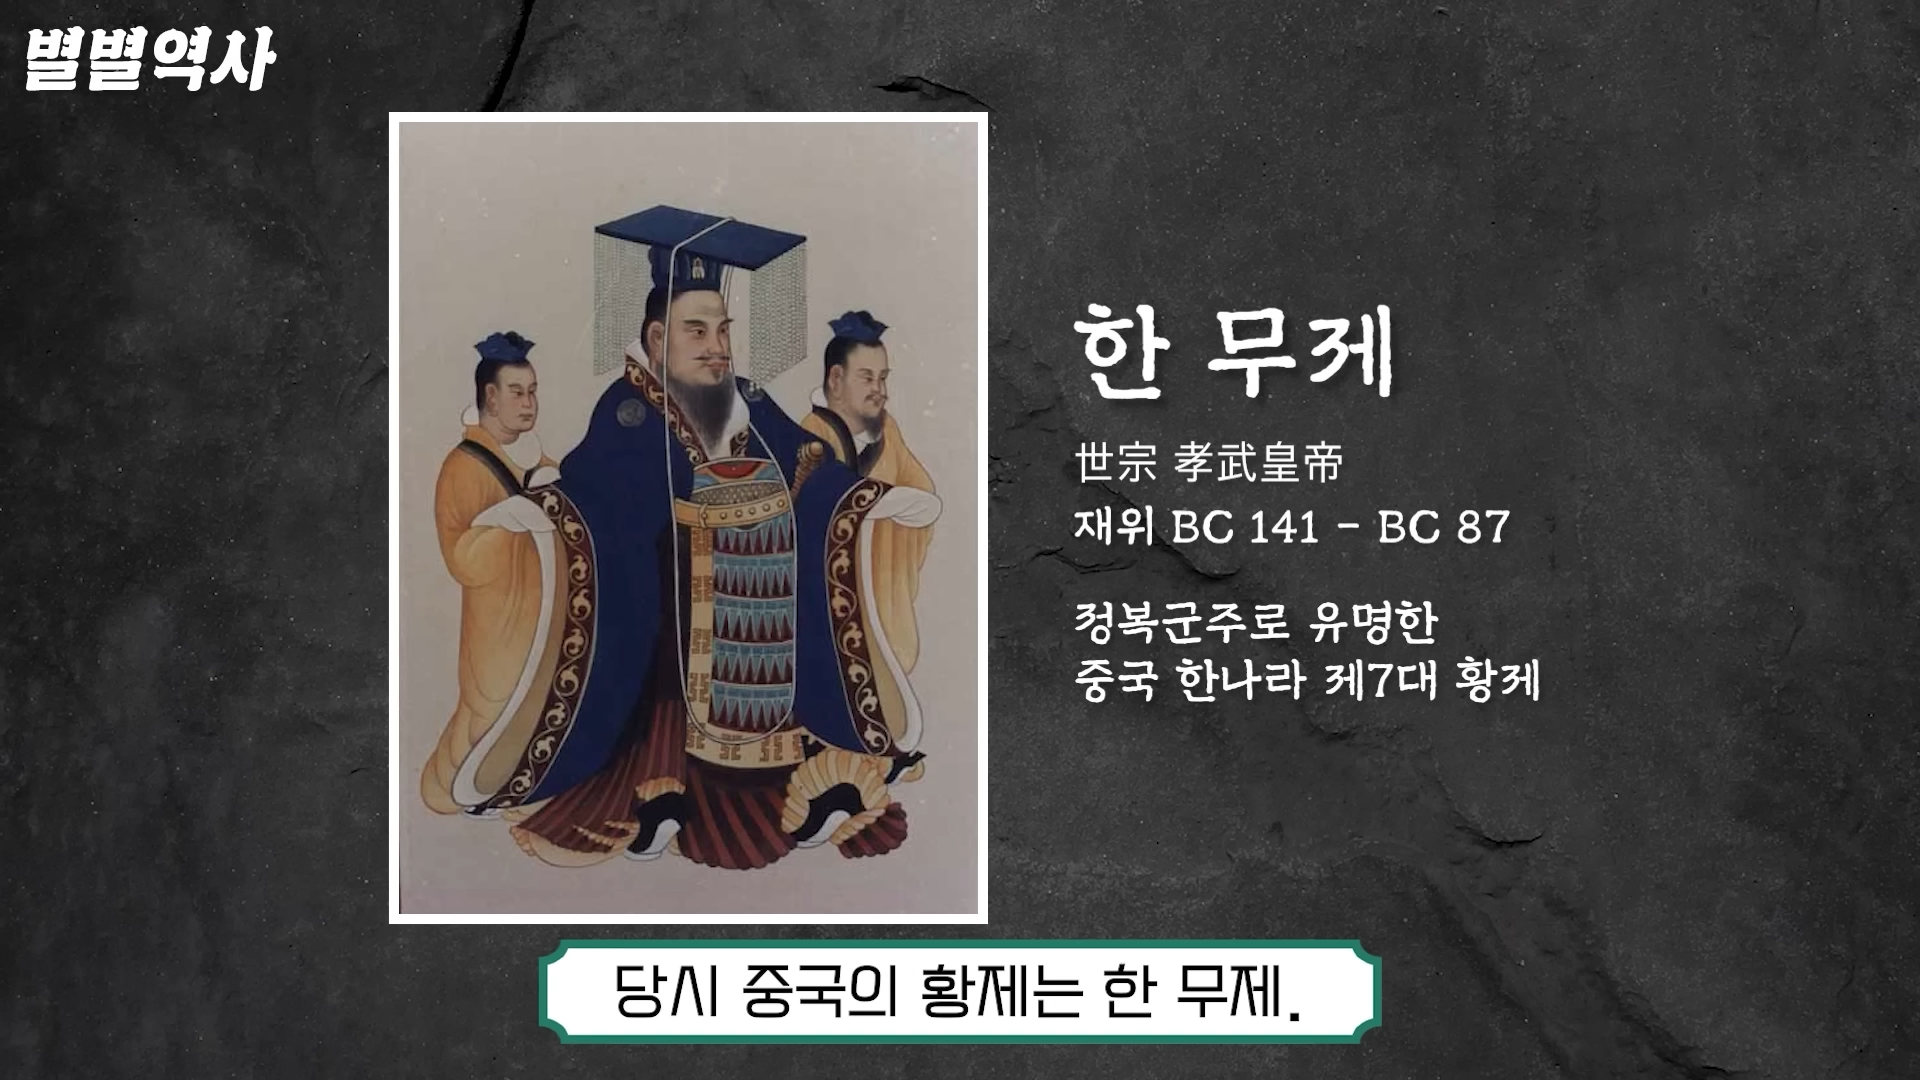 별별역사
한 무제
世宗 孝武皇帝
재위 BC 141 - BC 87
정복군주로 유명한
중국 한나라 제7대 황제
당시 중국의 황제는 한 무제.